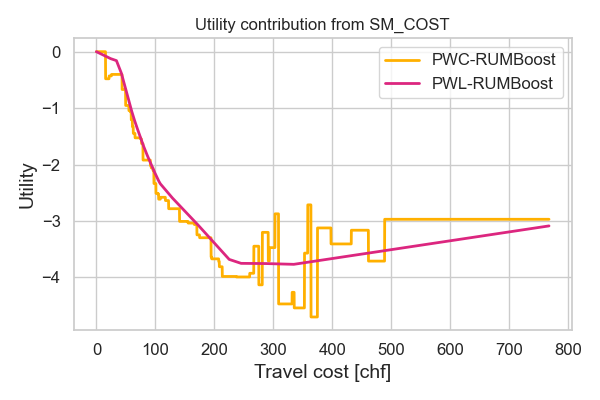 Utility contribution from SM_COST
PWC-RUMBoost
PWL-RUMBoost
Utility
0
−1
−2
−3
−4
0 100 200 300 400 500 600 700 800
Travel cost [chf]